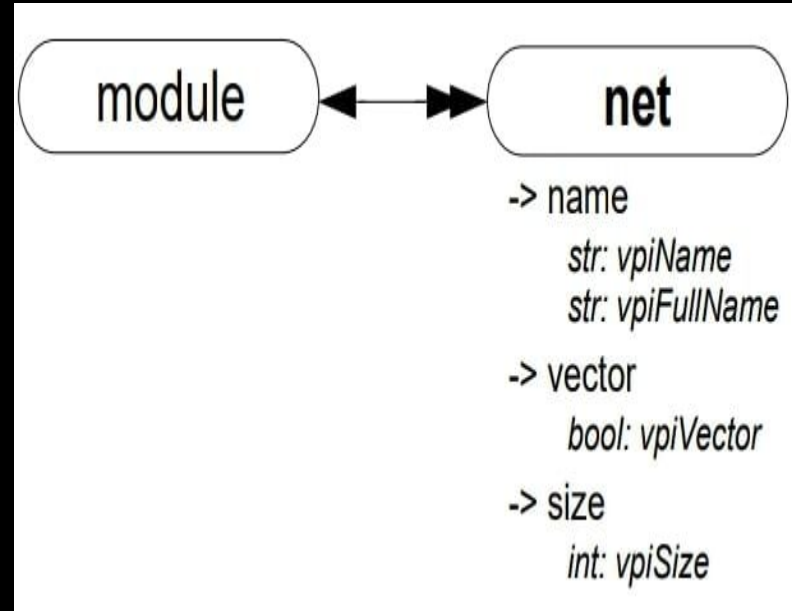 module
net
-> name
str: vpiName
str: vpiFullName
-> vector
bool: vpiVector
-> size
int: vpiSize